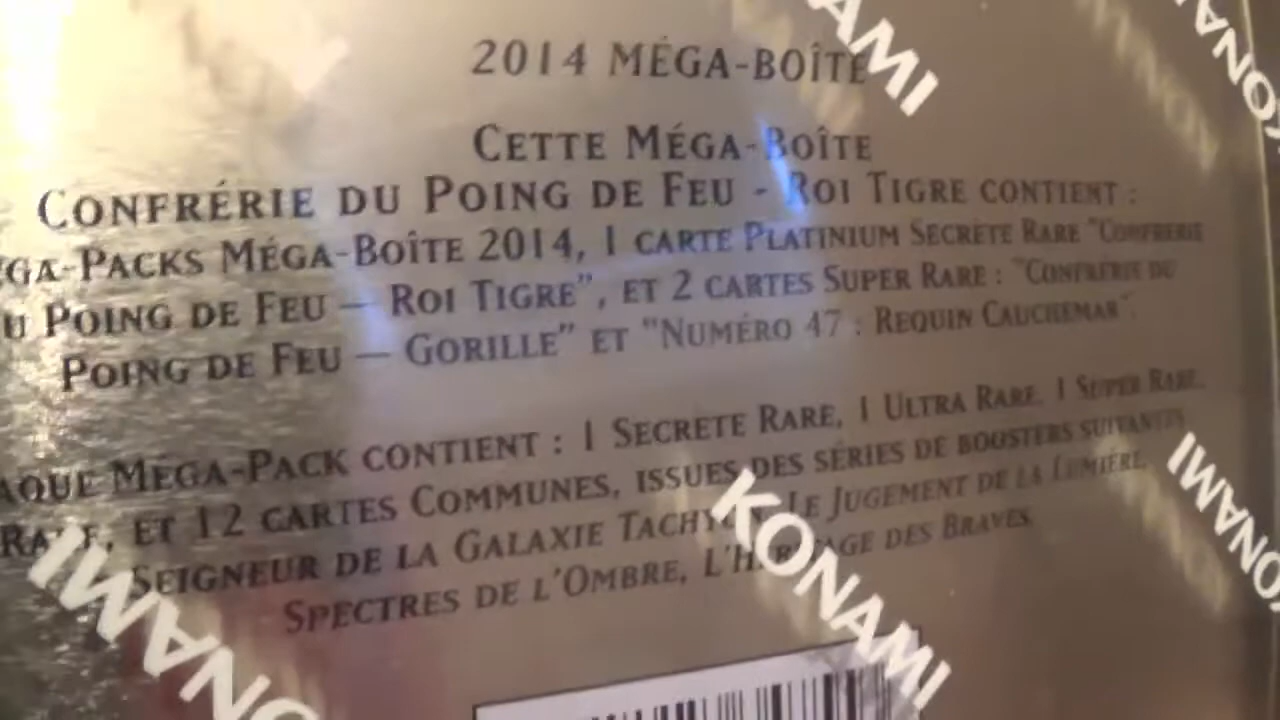 2014 MÉGA-BOÎTE
CETTE MÉGA-BOÎTE
CONFRÉRIE DU POING DE FEU - ROI TIGRE CONTIENT :
GA-PACKS MÉGA-BOÎTE 2014, 1 CARTE PLATINIUM SECRÈTE RARE "CONFRÉRIE
U POING DE FEU — ROI TIGRE", ET 2 CARTES SUPER RARE : "CONFRÉRIE DU
POING DE FEU — GORILLE" ET "NUMÉRO 47 : REQUIN CAUCHEMAR".
AQUE MÉGA-PACK CONTIENT : 1 SECRÈTE RARE, 1 ULTRA RARE, 1 SUPER RARE,
RARE, ET 12 CARTES COMMUNES, ISSUES DES SÉRIES DE BOOSTERS SUIVANTES
SEIGNEUR DE LA GALAXIE LE JUGEMENT DE LA LUMIÈRE,
SPECTRES DE L'OMBRE, DES BRAVES.
KONAMI
KONAMI
KONAMI
KONAMI
KONAMI